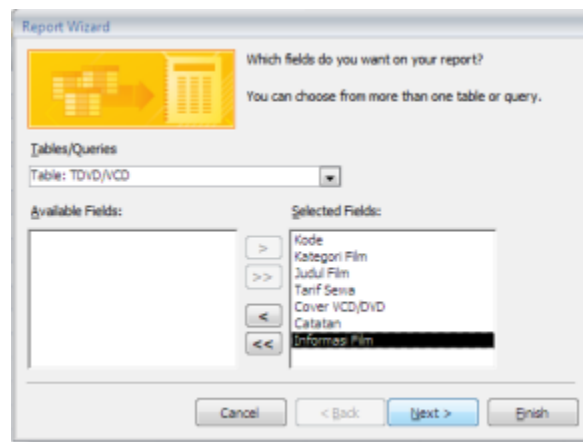 Report Wizard
Which fields do you want on your report?
You can choose from more than one table or query.
Tables/Queries
Table: TDVD/VCD
Available Fields:
Selected Fields:
>
>>
<
<<
Kode
Kategori Film
Judul Film
Tarif Sewa
Cover VCD/DVD
Catatan
Informasi Film
Cancel
< Back
Next >
Finish